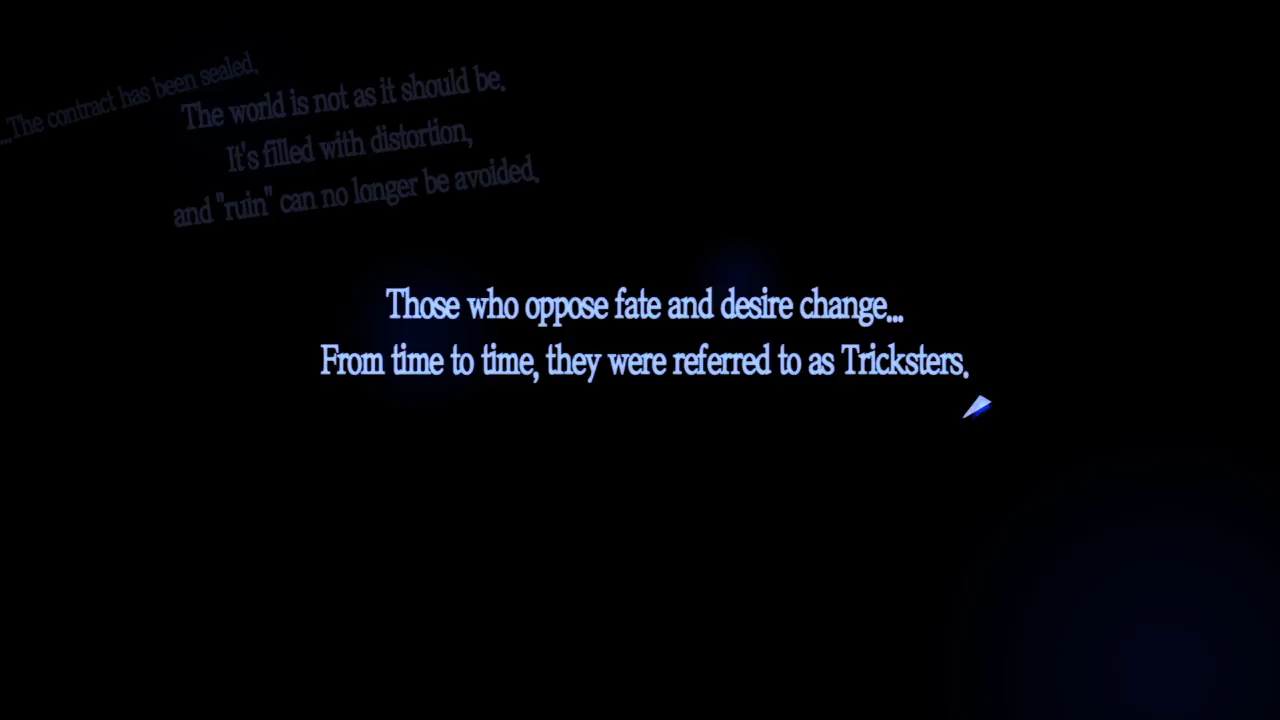 ...The contract has been sealed.
The world is not as it should be.
It's filled with distortion,
and "ruin" can no longer be avoided.
Those who oppose fate and desire change...
From time to time, they were referred to as Tricksters.